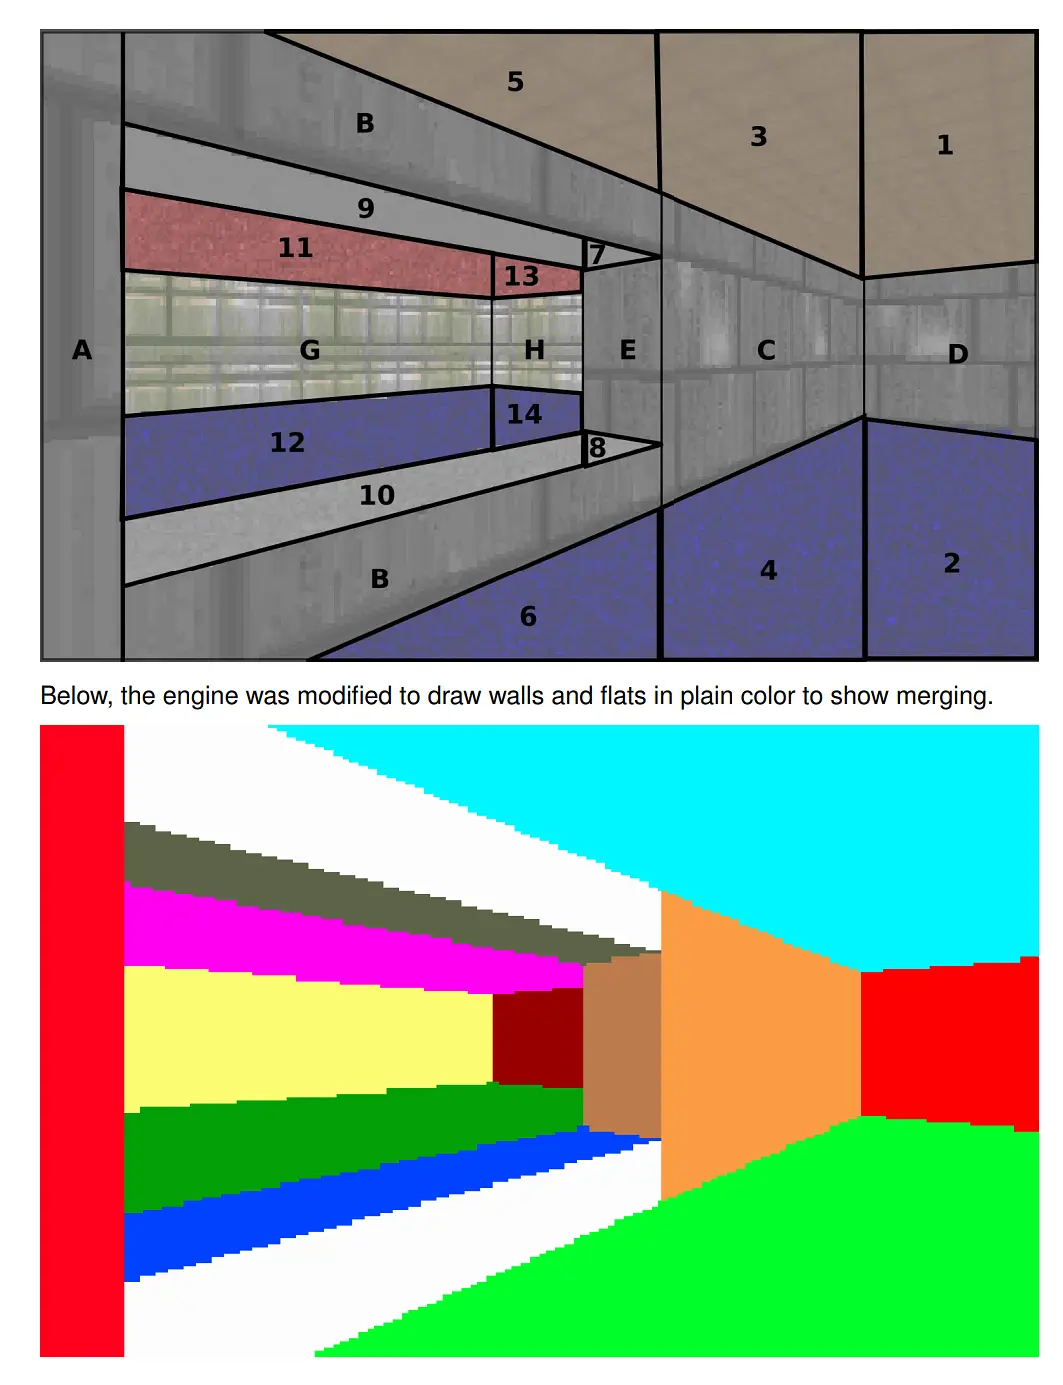 5
B
3
1
9
11
7
13
A
G
H
E
C
D
14
12
8
10
B
4
2
6
Below, the engine was modified to draw walls and flats in plain color to show merging.